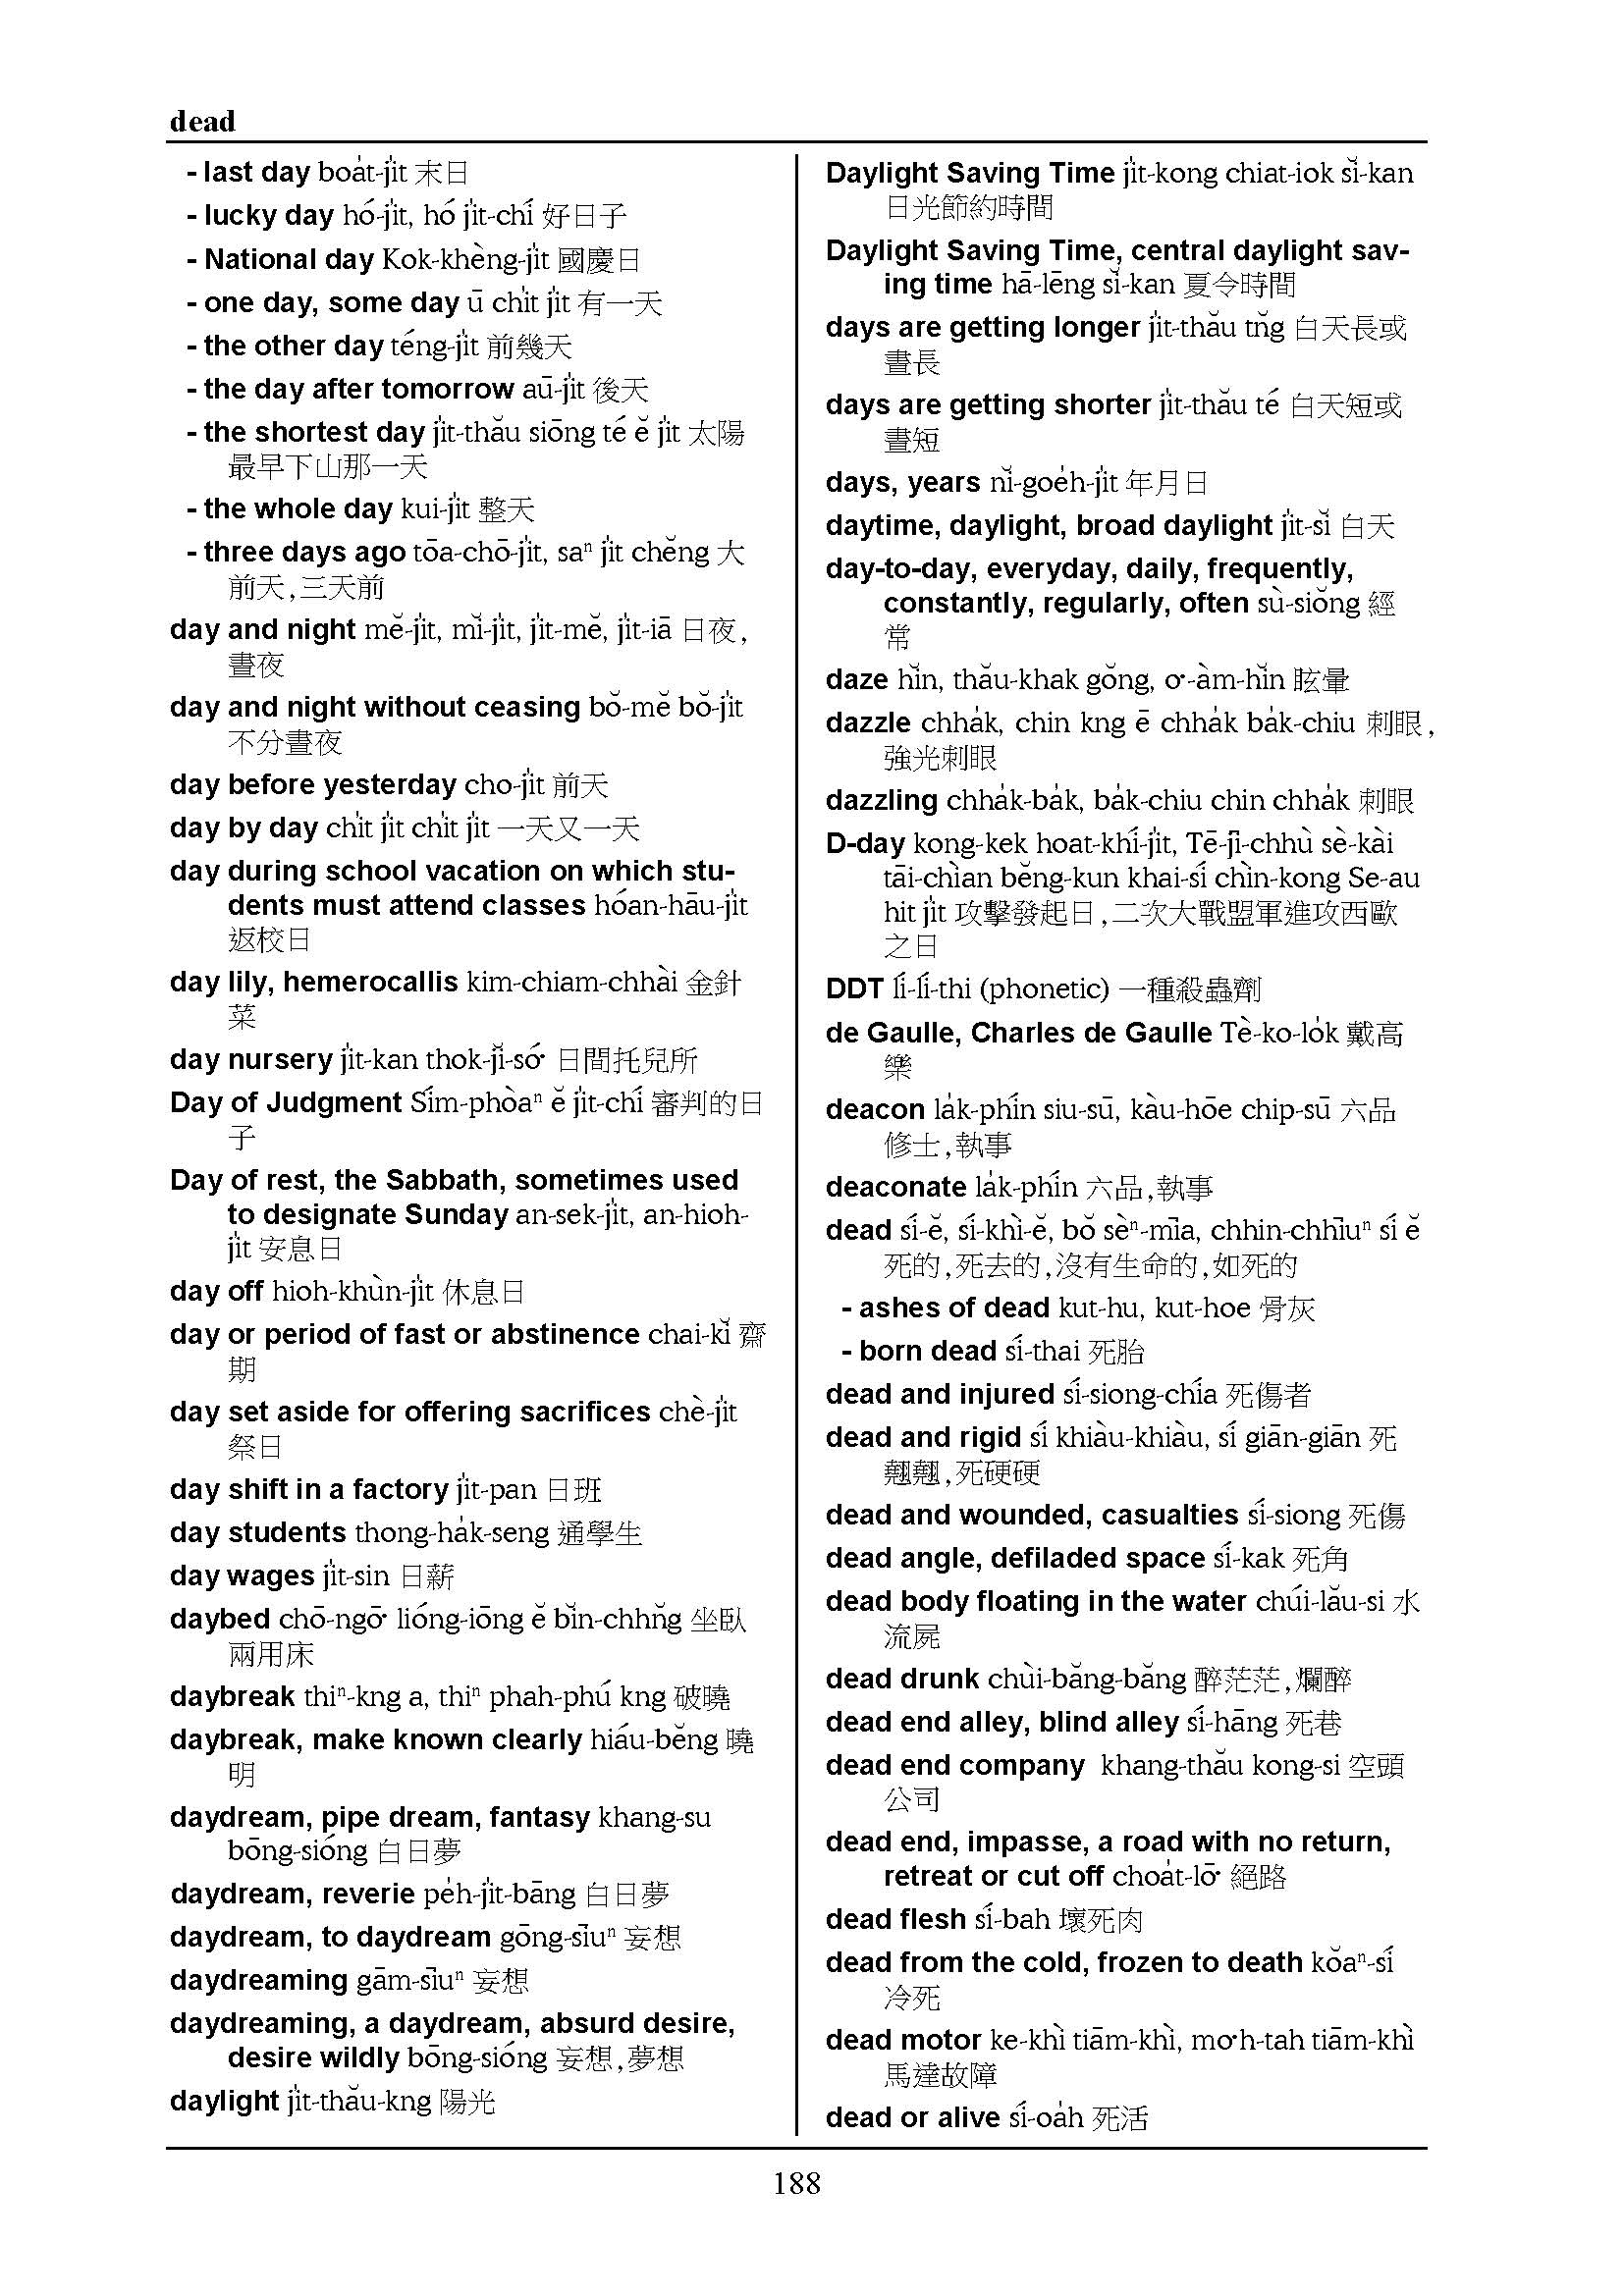 dead
- last day boa̍t-ji̍t 末日
- lucky day hó-ji̍t, hó ji̍t-chí 好日子
- National day Kok-khèng-ji̍t 國慶日
- one day, some day ū chi̍t ji̍t 有一天
- the other day téng-ji̍t 前幾天
- the day after tomorrow aū-ji̍t 後天
- the shortest day ji̍t-thău siōng té ĕ ji̍t 太陽
最早下山那一天
- the whole day kui-ji̍t 整天
- three days ago tōa-chō-ji̍t, saⁿ ji̍t chĕng 大
前天,三天前
day and night mĕ-ji̍t, mĭ-ji̍t, ji̍t-mĕ, ji̍t-iā 日夜,
晝夜
day and night without ceasing bŏ-mĕ bŏ-ji̍t
不分晝夜
day before yesterday cho-ji̍t 前天
day by day chi̍t ji̍t chi̍t ji̍t 一天又一天
day during school vacation on which stu-
dents must attend classes hóan-hāu-ji̍t
返校日
day lily, hemerocallis kim-chiam-chhài 金針
菜
day nursery ji̍t-kan thok-jĭ-só͘ 日間托兒所
Day of Judgment Sím-phòaⁿ ĕ ji̍t-chí 審判的日
子
Day of rest, the Sabbath, sometimes used
to designate Sunday an-sek-ji̍t, an-hioh-
ji̍t 安息日
day off hioh-khùn-ji̍t 休息日
day or period of fast or abstinence chai-kĭ 齋
期
day set aside for offering sacrifices chè-ji̍t
祭日
day shift in a factory ji̍t-pan 日班
day students thong-ha̍k-seng 通學生
day wages ji̍t-sin 日薪
daybed chō-ngō͘ lióng-iōng ĕ bĭn-chhn̆g 坐臥
兩用床
daybreak thiⁿ-kng a, thiⁿ phah-phú kng 破曉
daybreak, make known clearly hiáu-bĕng 曉
明
daydream, pipe dream, fantasy khang-su
bōng-sióng 白日夢
daydream, reverie pe̍h-ji̍t-bāng 白日夢
daydream, to daydream gōng-sīuⁿ 妄想
daydreaming gām-sīuⁿ 妄想
daydreaming, a daydream, absurd desire,
desire wildly bōng-sióng 妄想,夢想
daylight ji̍t-thău-kng 陽光
Daylight Saving Time ji̍t-kong chiat-iok sĭ-kan
日光節約時間
Daylight Saving Time, central daylight sav-
ing time hā-lēng sĭ-kan 夏令時間
days are getting longer ji̍t-thău tn̆g 白天長或
晝長
days are getting shorter ji̍t-thău té 白天短或
晝短
days, years nĭ-goe̍h-ji̍t 年月日
daytime, daylight, broad daylight ji̍t-sĭ 白天
day-to-day, everyday, daily, frequently,
constantly, regularly, often sù-siŏng 經
常
daze hĭn, thău-khak gŏng, o͘-àm-hĭn 眩暈
dazzle chha̍k, chin kng ē chha̍k ba̍k-chiu 刺眼,
強光刺眼
dazzling chha̍k-ba̍k, ba̍k-chiu chin chha̍k 刺眼
D-day kong-kek hoat-khí-ji̍t, Tē-jī-chhù sè-kài
tāi-chìan bĕng-kun khai-sí chìn-kong Se-au
hit ji̍t 攻擊發起日,二次大戰盟軍進攻西歐
之日
DDT lí-lí-thi (phonetic) 一種殺蟲劑
de Gaulle, Charles de Gaulle Tè-ko-lo̍k 戴高
樂
deacon la̍k-phín siu-sū, kàu-hōe chip-sū 六品
修士,執事
deaconate la̍k-phín 六品,執事
dead sí-ĕ, sí-khì-ĕ, bŏ sèⁿ-mīa, chhin-chhīuⁿ sí ĕ
死的,死去的,沒有生命的,如死的
- ashes of dead kut-hu, kut-hoe 骨灰
- born dead sí-thai 死胎
dead and injured sí-siong-chía 死傷者
dead and rigid sí khiàu-khiàu, sí giān-giān 死
翹翹,死硬硬
dead and wounded, casualties sí-siong 死傷
dead angle, defiladed space sí-kak 死角
dead body floating in the water chúi-lău-si 水
流屍
dead drunk chùi-băng-băng 醉茫茫,爛醉
dead end alley, blind alley sí-hāng 死巷
dead end company khang-thău kong-si 空頭
公司
dead end, impasse, a road with no return,
retreat or cut off choa̍t-lō͘ 絕路
dead flesh sí-bah 壞死肉
dead from the cold, frozen to death kŏaⁿ-sí
冷死
dead motor ke-khì tiām-khì, mo͘h-tah tiām-khì
馬達故障
dead or alive sí-oa̍h 死活
188